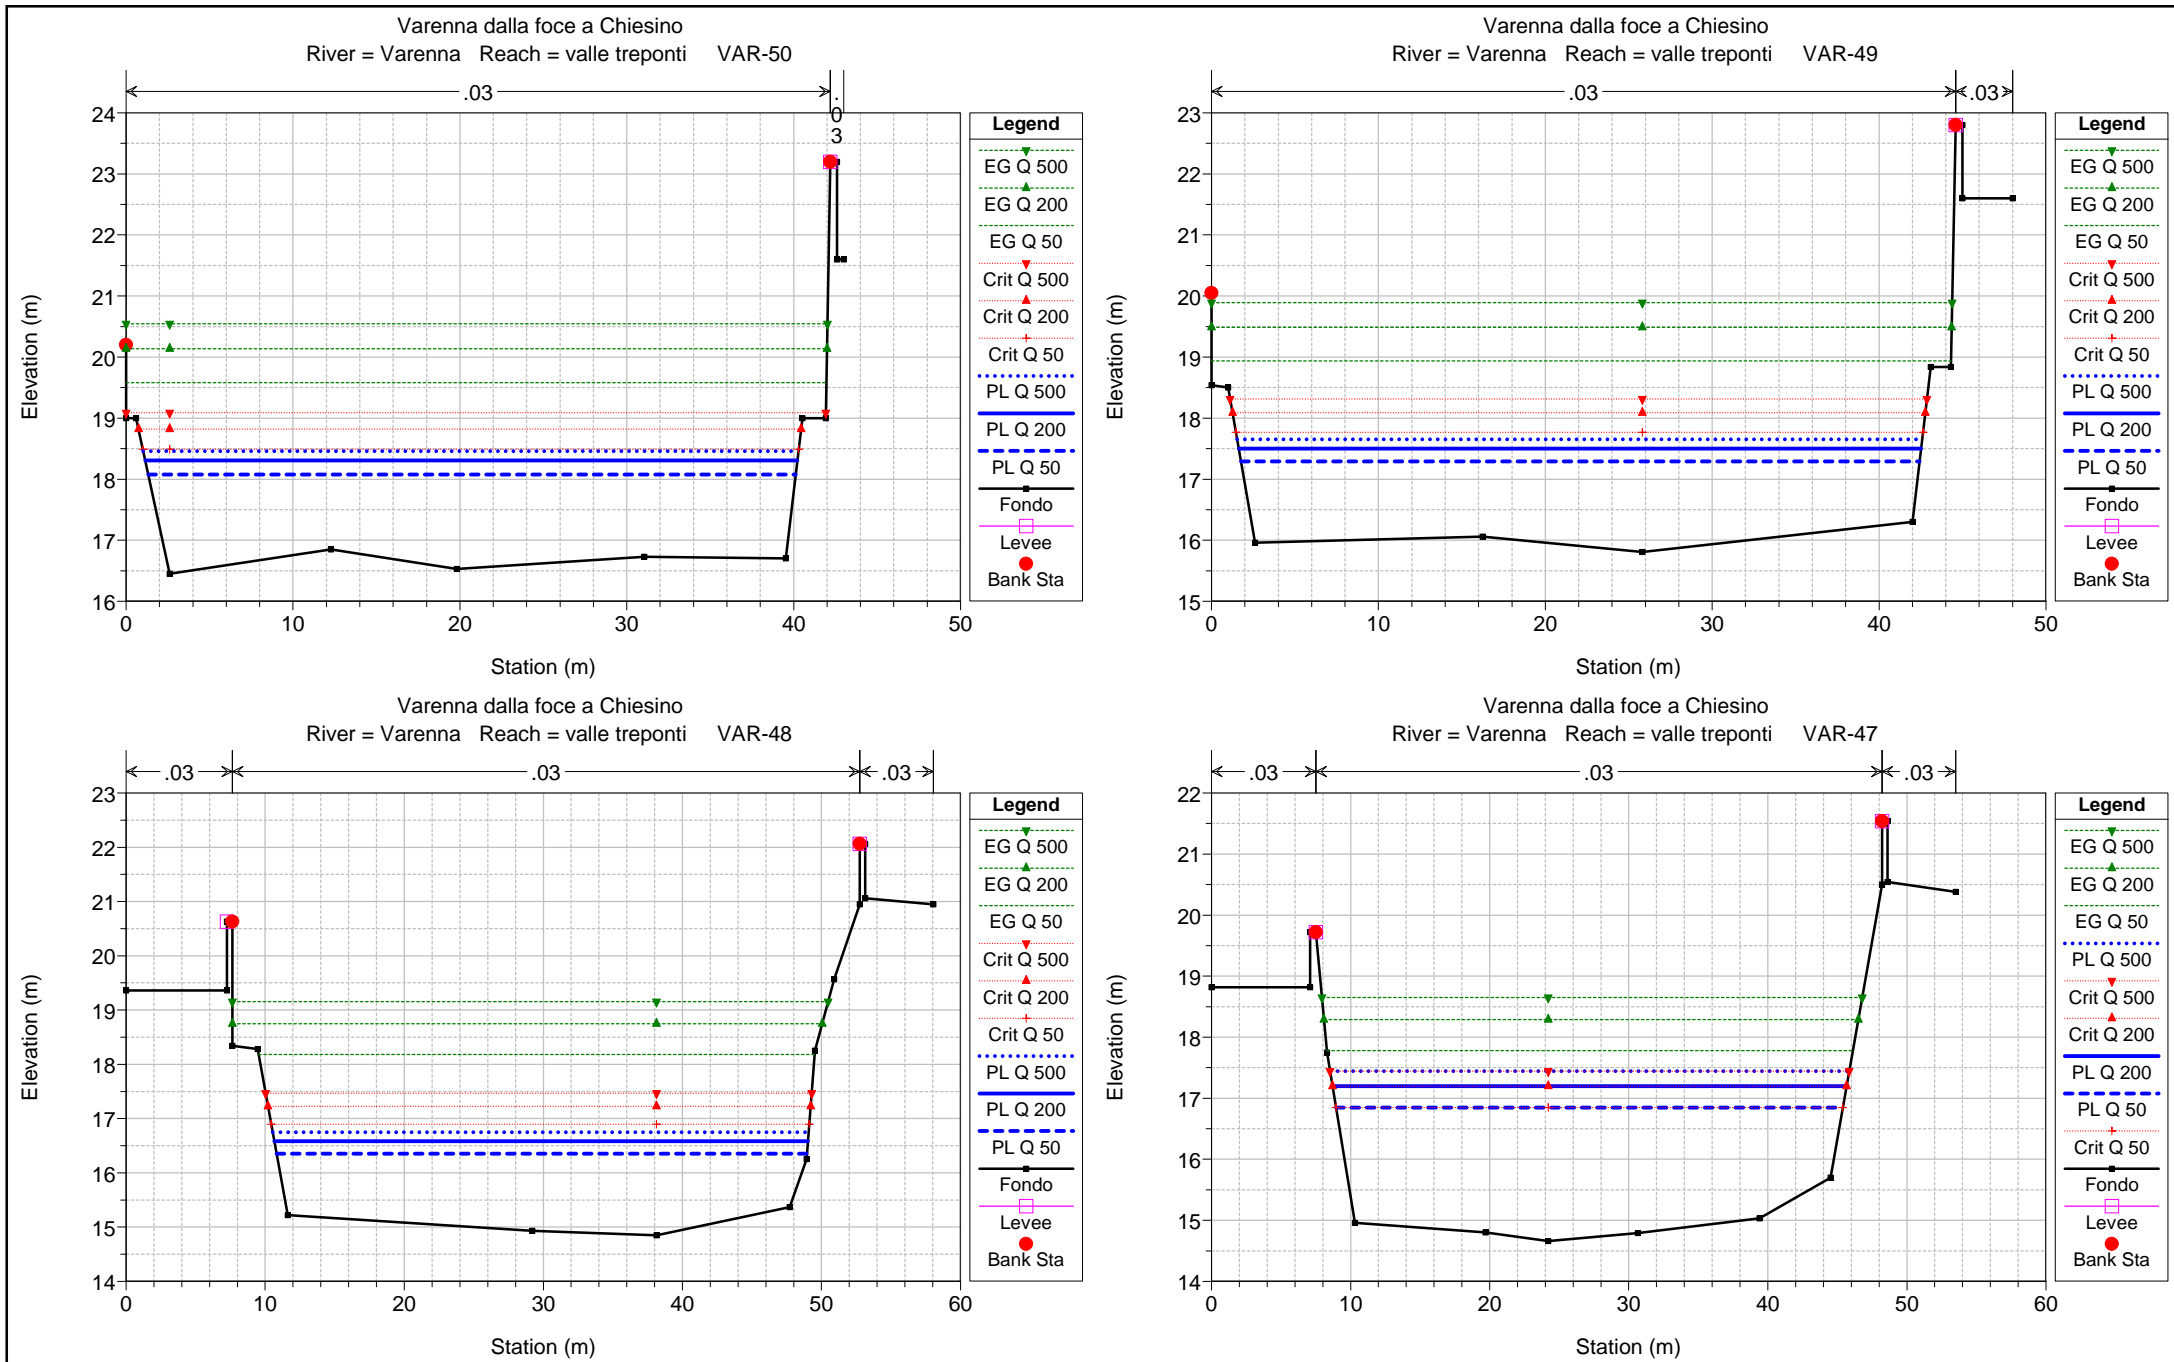 Varenna dalla foce a Chiesino
River = Varenna Reach = valle treponti VAR-50
.03
.03
24
23
22
21
20
19
18
17
16
0 10 20 30 40 50
Elevation (m)
Station (m)
Legend
EG Q 500
EG Q 200
EG Q 50
Crit Q 500
Crit Q 200
Crit Q 50
PL Q 500
PL Q 200
PL Q 50
Fondo
Levee
Bank Sta
Varenna dalla foce a Chiesino
River = Varenna Reach = valle treponti VAR-49
.03
.03
23
22
21
20
19
18
17
16
15
0 10 20 30 40 50
Elevation (m)
Station (m)
Legend
EG Q 500
EG Q 200
EG Q 50
Crit Q 500
Crit Q 200
Crit Q 50
PL Q 500
PL Q 200
PL Q 50
Fondo
Levee
Bank Sta
Varenna dalla foce a Chiesino
River = Varenna Reach = valle treponti VAR-48
.03
.03
.03
23
22
21
20
19
18
17
16
15
14
0 10 20 30 40 50 60
Elevation (m)
Station (m)
Legend
EG Q 500
EG Q 200
EG Q 50
Crit Q 500
Crit Q 200
Crit Q 50
PL Q 500
PL Q 200
PL Q 50
Fondo
Levee
Bank Sta
Varenna dalla foce a Chiesino
River = Varenna Reach = valle treponti VAR-47
.03
.03
.03
22
21
20
19
18
17
16
15
14
0 10 20 30 40 50 60
Elevation (m)
Station (m)
Legend
EG Q 500
EG Q 200
EG Q 50
PL Q 500
Crit Q 500
Crit Q 200
PL Q 200
PL Q 50
Crit Q 50
Fondo
Levee
Bank Sta